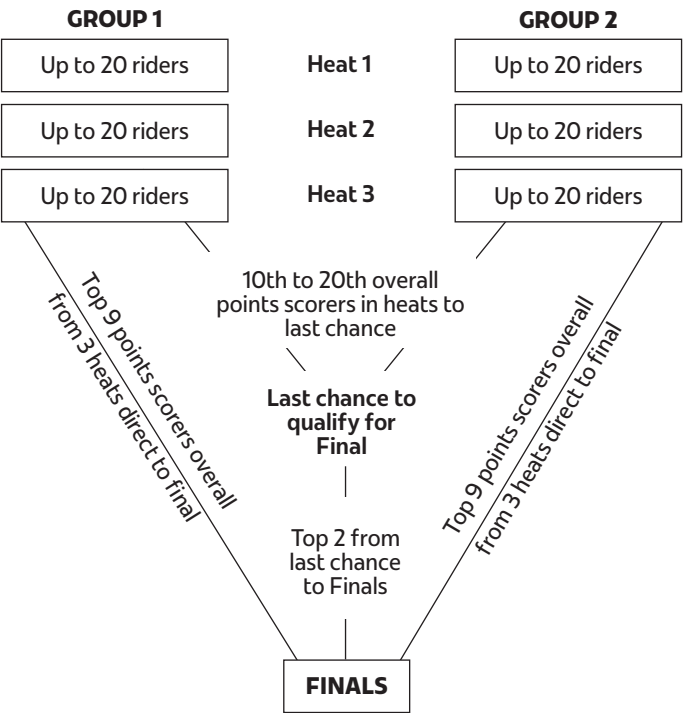 GROUP 1
GROUP 2
Up to 20 riders
Heat 1
Up to 20 riders
Up to 20 riders
Heat 2
Up to 20 riders
Up to 20 riders
Heat 3
Up to 20 riders
10th to 20th overall
points scorers in heats to
last chance
Top 9 points scorers overall
from 3 heats direct to final
Top 9 points scorers overall
from 3 heats direct to final
Last chance to
qualify for
Final
Top 2 from
last chance
to Finals
FINALS